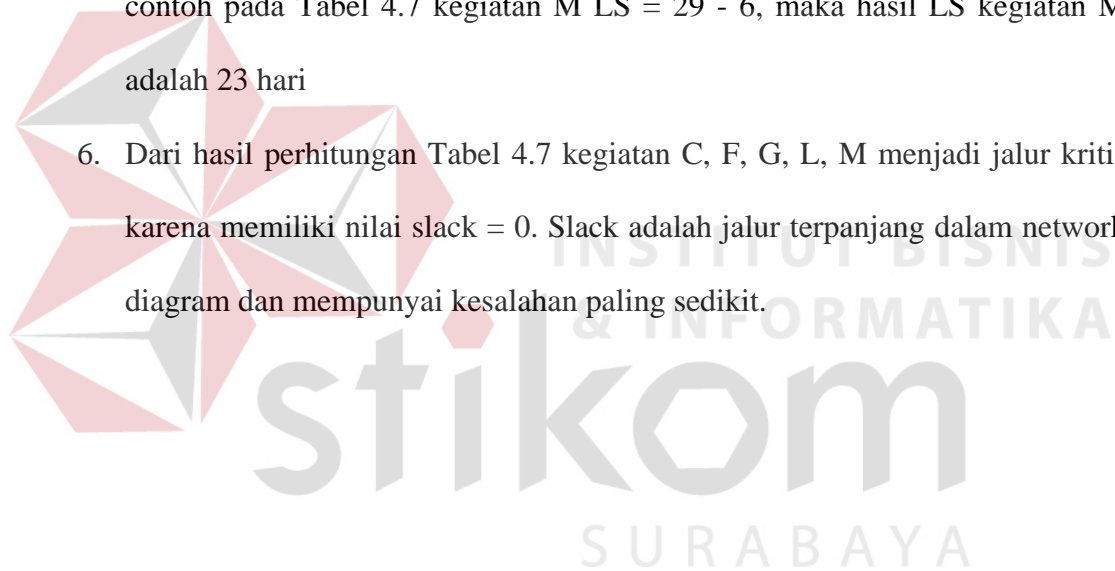 contoh pada Tabel 4.7 kegiatan M LS = 29 - 6, maka hasil LS kegiatan M
adalah 23 hari
6. Dari hasil perhitungan Tabel 4.7 kegiatan C, F, G, L, M menjadi jalur kriti
karena memiliki nilai slack = 0. Slack adalah jalur terpanjang dalam network
diagram dan mempunyai kesalahan paling sedikit.
INSTITUT BISNIS
& INFORMATIKA
stikom
SURABAYA